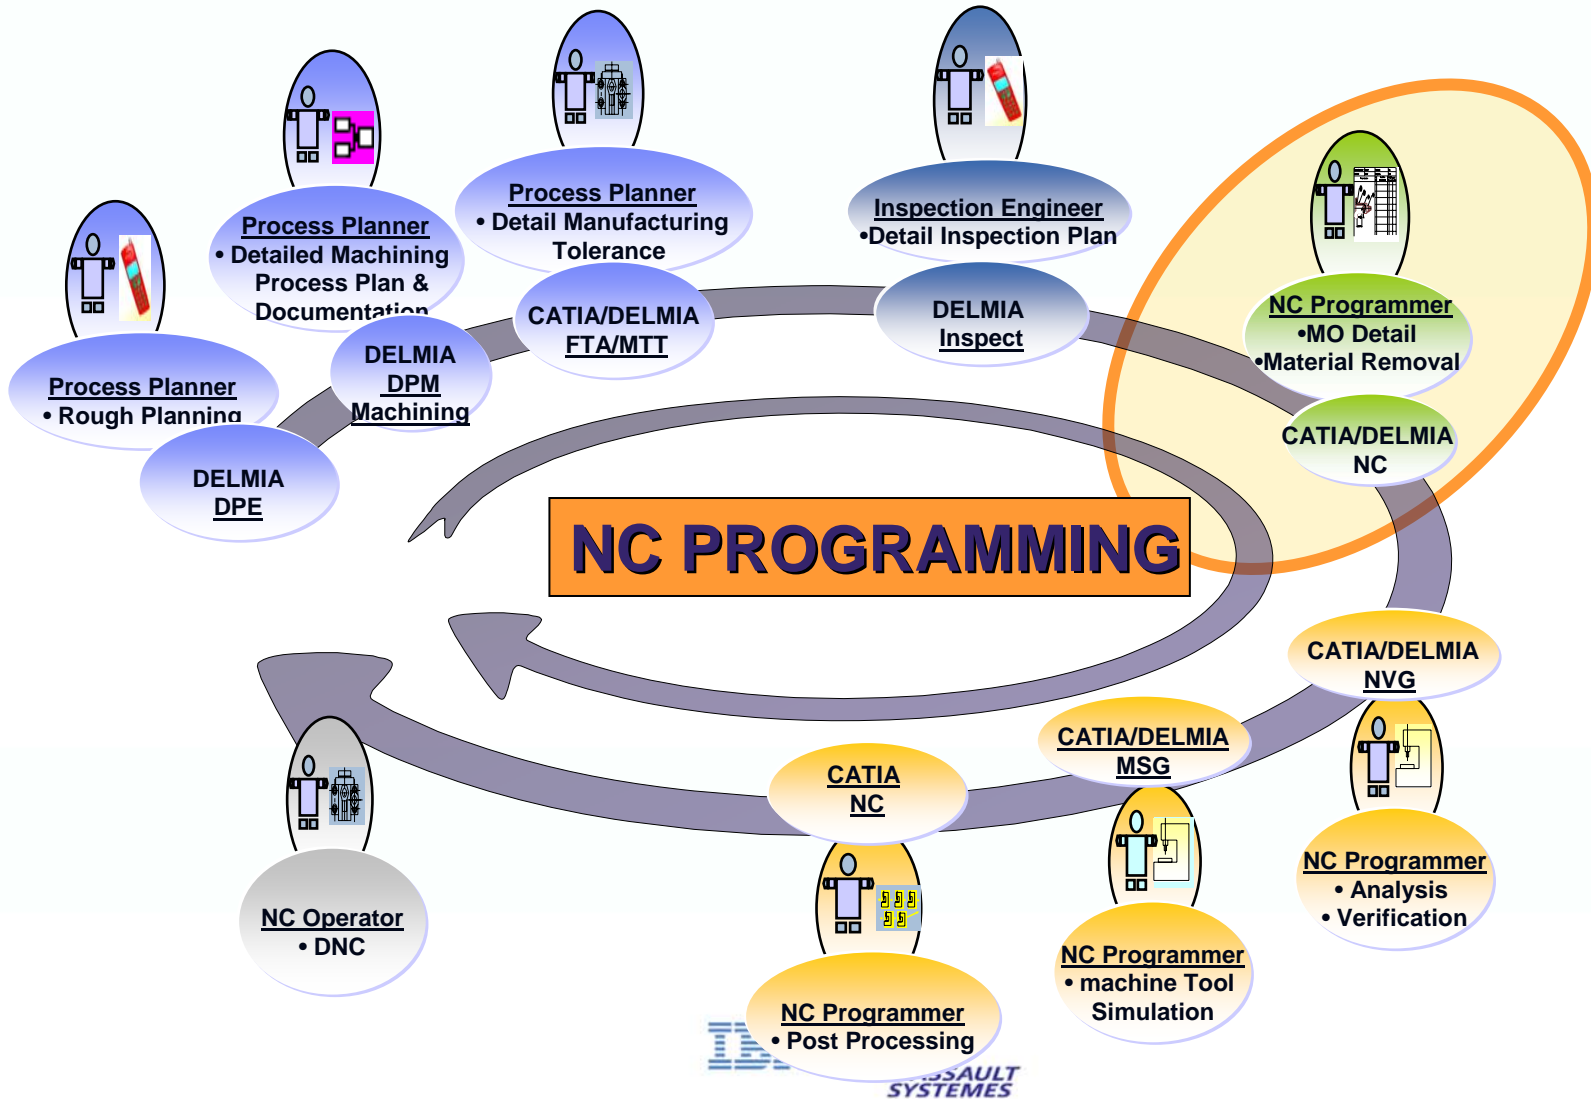 Process Planner
• Rough Planning
DELMIA
DPE
Process Planner
• Detailed Machining
Process Plan &
Documentation
DELMIA
DPM
Machining
Process Planner
• Detail Manufacturing
Tolerance
CATIA/DELMIA
FTA/MTT
Inspection Engineer
•Detail Inspection Plan
DELMIA
Inspect
NC Programmer
•MO Detail
•Material Removal
CATIA/DELMIA
NC
NC PROGRAMMING
CATIA/DELMIA
NVG
NC Programmer
• Analysis
• Verification
CATIA/DELMIA
MSG
NC Programmer
• machine Tool
Simulation
CATIA
NC
NC Programmer
• Post Processing
NC Operator
• DNC
SYSTEMES